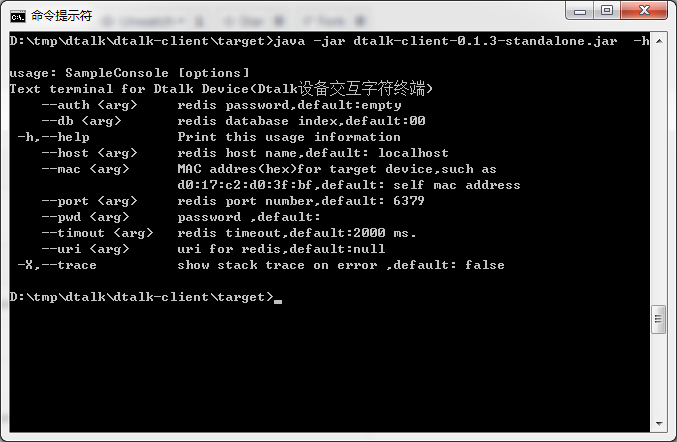 命令提示符
D:\tmp\dtalk\dtalk-client\target>java -jar dtalk-client-0.1.3-standalone.jar  -h
usage: SampleConsole [options]
Text terminal for Dtalk Device(Dtalk设备交互字符终端)
    --auth <arg>     redis password,default:empty
    --db <arg>       redis database index,default:00
 -h,--help           Print this usage information
    --host <arg>     redis host name,default: localhost
    --mac <arg>      MAC addres(hex)for target device,such as
                     d0:17:c2:d0:3f:bf,default: self mac address
    --port <arg>     redis port number,default: 6379
    --pwd <arg>      password ,default:
    --timout <arg>   redis timeout,default:2000 ms.
    --uri <arg>      uri for redis,default:null
 -X,--trace          show stack trace on error ,default: false
D:\tmp\dtalk\dtalk-client\target>